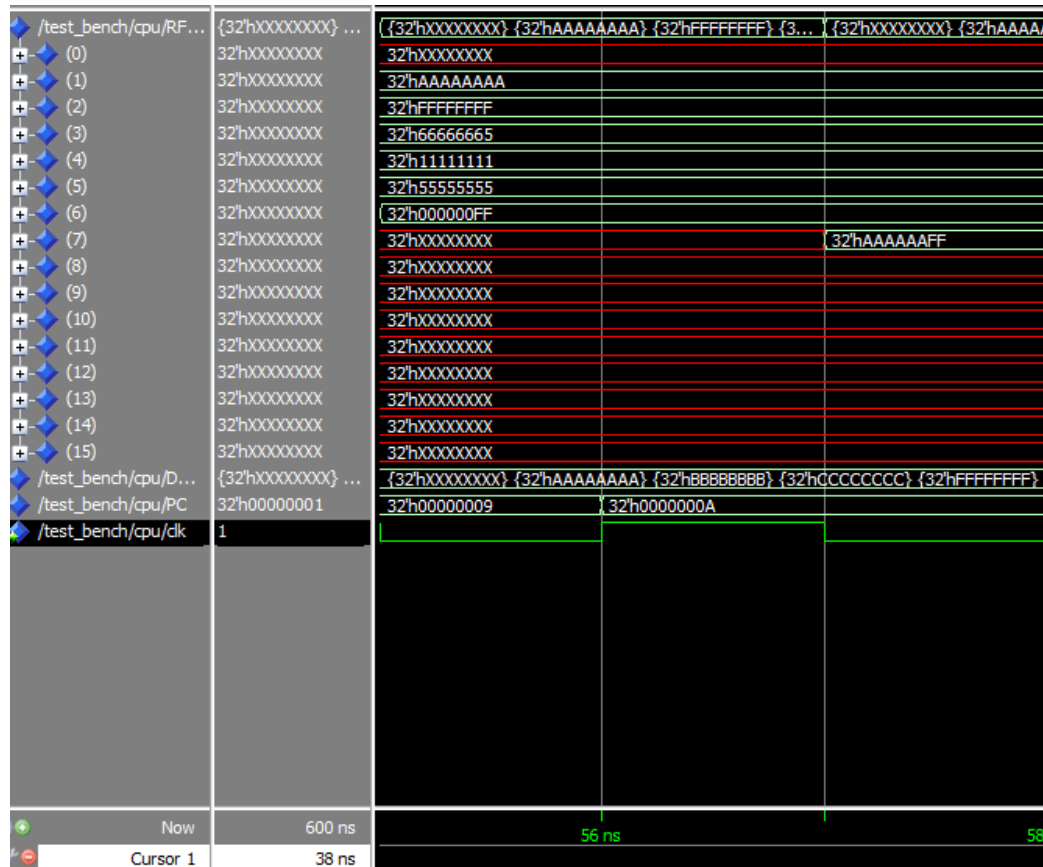 /test_bench/cpu/RF... {32'hXXXXXXXX} ... {32'hXXXXXXXX} {32'hAAAAAAAA} {32'hFFFFFFFF} {3... {32'hXXXXXXXX} {32'hAAAAA
(0) 32'hXXXXXXXX 32'hXXXXXXXX
(1) 32'hXXXXXXXX 32'hAAAAAAAA
(2) 32'hXXXXXXXX 32'hFFFFFFFF
(3) 32'hXXXXXXXX 32'h66666665
(4) 32'hXXXXXXXX 32'h11111111
(5) 32'hXXXXXXXX 32'h55555555
(6) 32'hXXXXXXXX 32'h000000FF
(7) 32'hXXXXXXXX 32'hXXXXXXXX 32'hAAAAAAFF
(8) 32'hXXXXXXXX 32'hXXXXXXXX
(9) 32'hXXXXXXXX 32'hXXXXXXXX
(10) 32'hXXXXXXXX 32'hXXXXXXXX
(11) 32'hXXXXXXXX 32'hXXXXXXXX
(12) 32'hXXXXXXXX 32'hXXXXXXXX
(13) 32'hXXXXXXXX 32'hXXXXXXXX
(14) 32'hXXXXXXXX 32'hXXXXXXXX
(15) 32'hXXXXXXXX 32'hXXXXXXXX
/test_bench/cpu/D... {32'hXXXXXXXX} ... {32'hXXXXXXXX} {32'hAAAAAAAA} {32'hBBBBBBBB} {32'hCCCCCCCC} {32'hFFFFFFFF}
/test_bench/cpu/PC 32'h00000001 32'h00000009 32'h0000000A
/test_bench/cpu/clk 1
Now 600 ns 56 ns 58
Cursor 1 38 ns